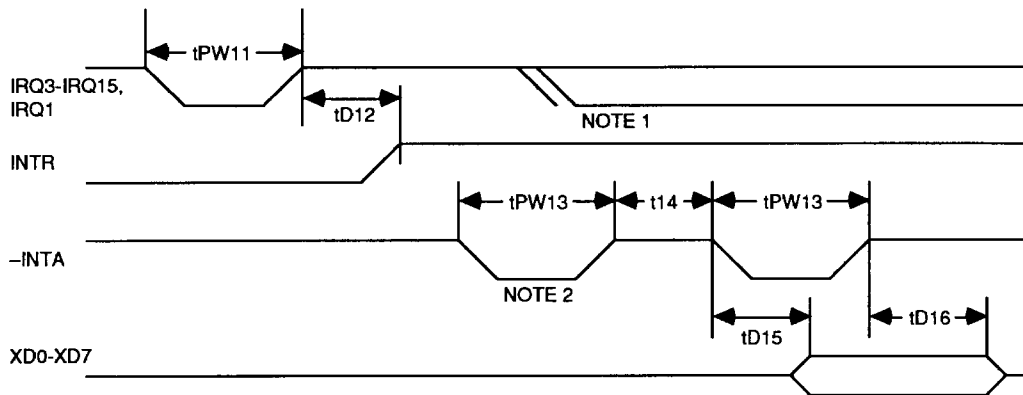 tPW11
IRQ3-IRQ15,
IRQ1
tD12
NOTE 1
INTR
tPW13
t14
tPW13
–INTA
NOTE 2
tD15
tD16
XD0-XD7